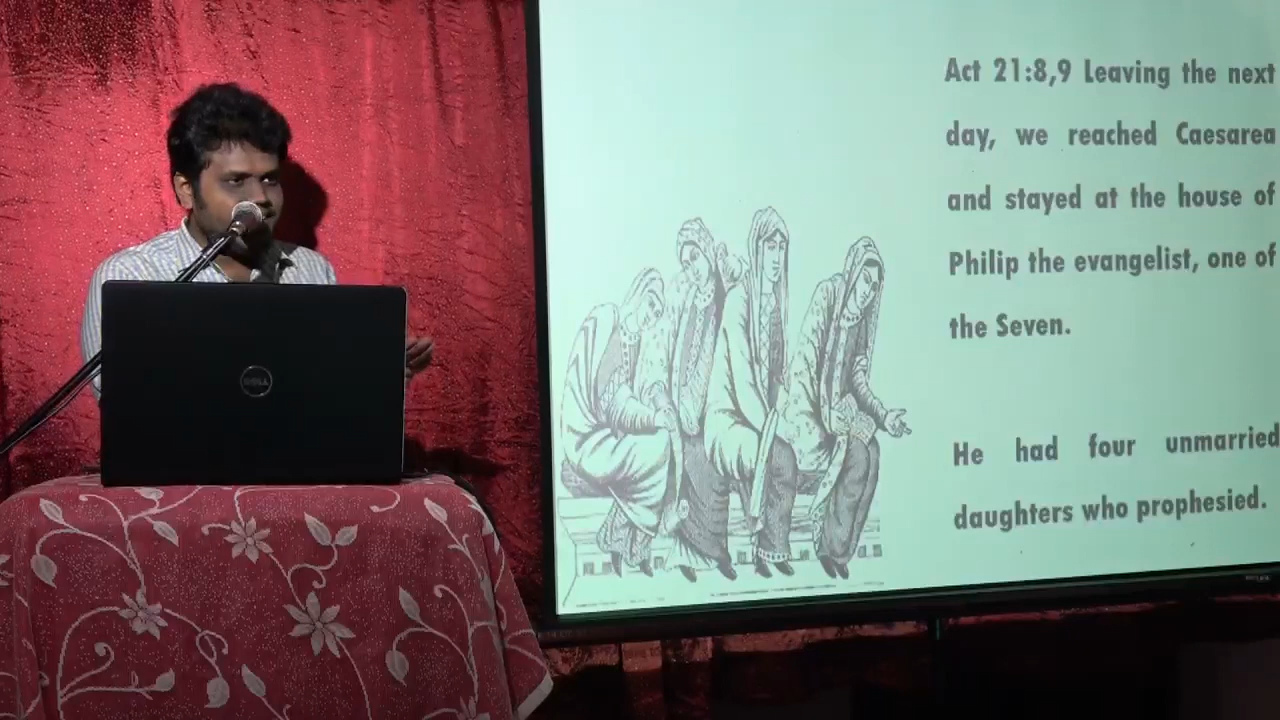 Act 21:8,9 Leaving the next
day, we reached Caesarea
and stayed at the house of
Philip the evangelist, one of
the Seven.
He had four unmarried
daughters who prophesied.
DELL